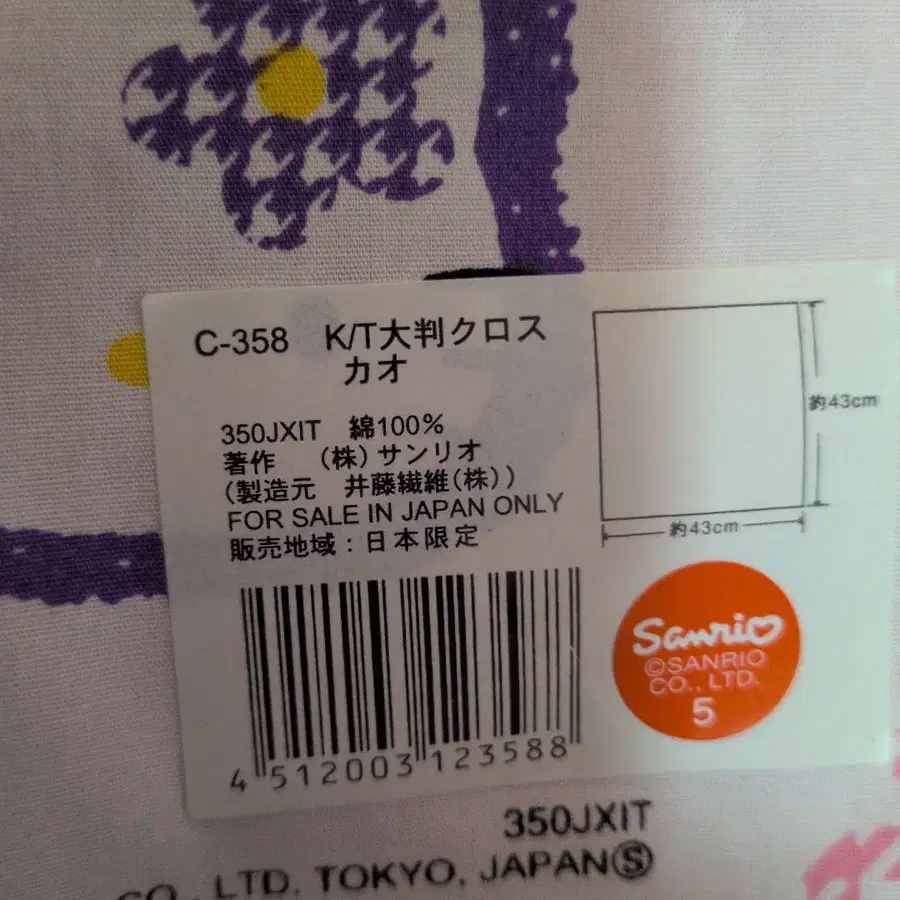 C-358 K/T大判クロス
カオ
350JXIT 綿100%
著作 (株)サンリオ
(製造元 井藤繊維(株))
FOR SALE IN JAPAN ONLY
販売地域:日本限定
4 512003 123588
約43cm
約43cm
Sanrio
©SANRIO
CO., LTD.
5
350JXIT
CO., LTD. TOKYO, JAPANⓈ